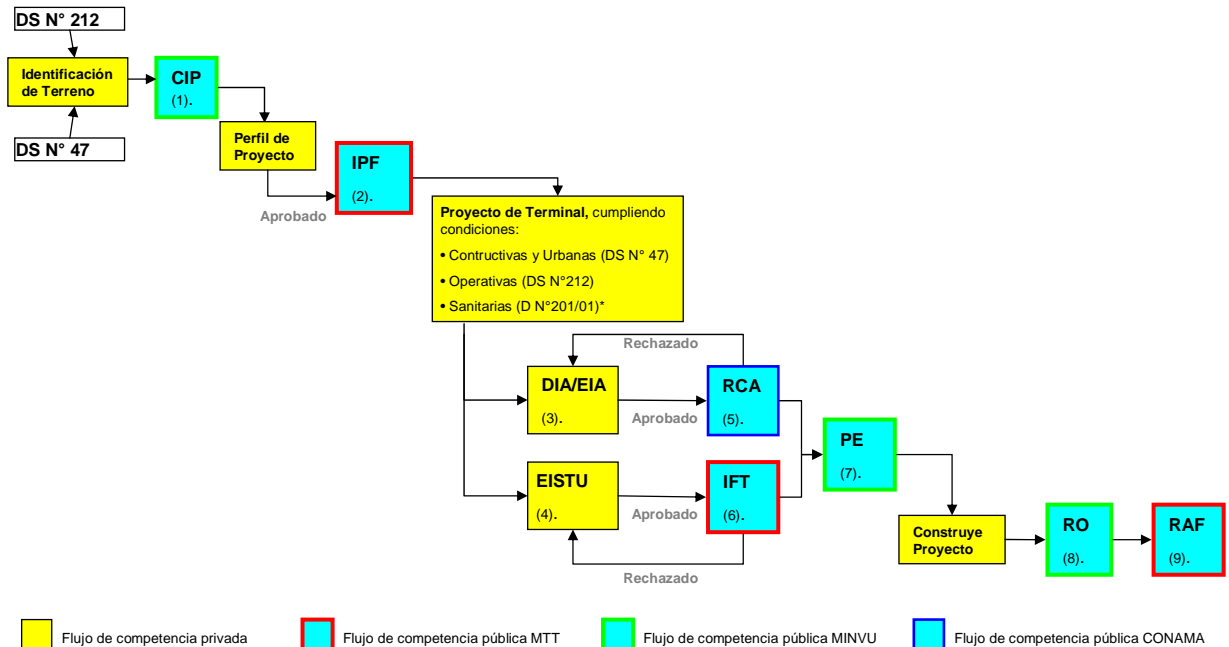 DS N° 212
Identificación
de Terreno
DS N° 47
CIP
(1).
Perfil de
Proyecto
Aprobado
IPF
(2).
Proyecto de Terminal, cumpliendo
condiciones:
• Contructivas y Urbanas (DS N° 47)
• Operativas (DS N°212)
• Sanitarias (D N°201/01)*
Rechazado
DIA/EIA
(3).
Aprobado
RCA
(5).
EISTU
(4).
Aprobado
IFT
(6).
Rechazado
PE
(7).
Construye
Proyecto
RO
(8).
RAF
(9).
Flujo de competencia privada
Flujo de competencia pública MTT
Flujo de competencia pública MINVU
Flujo de competencia pública CONAMA